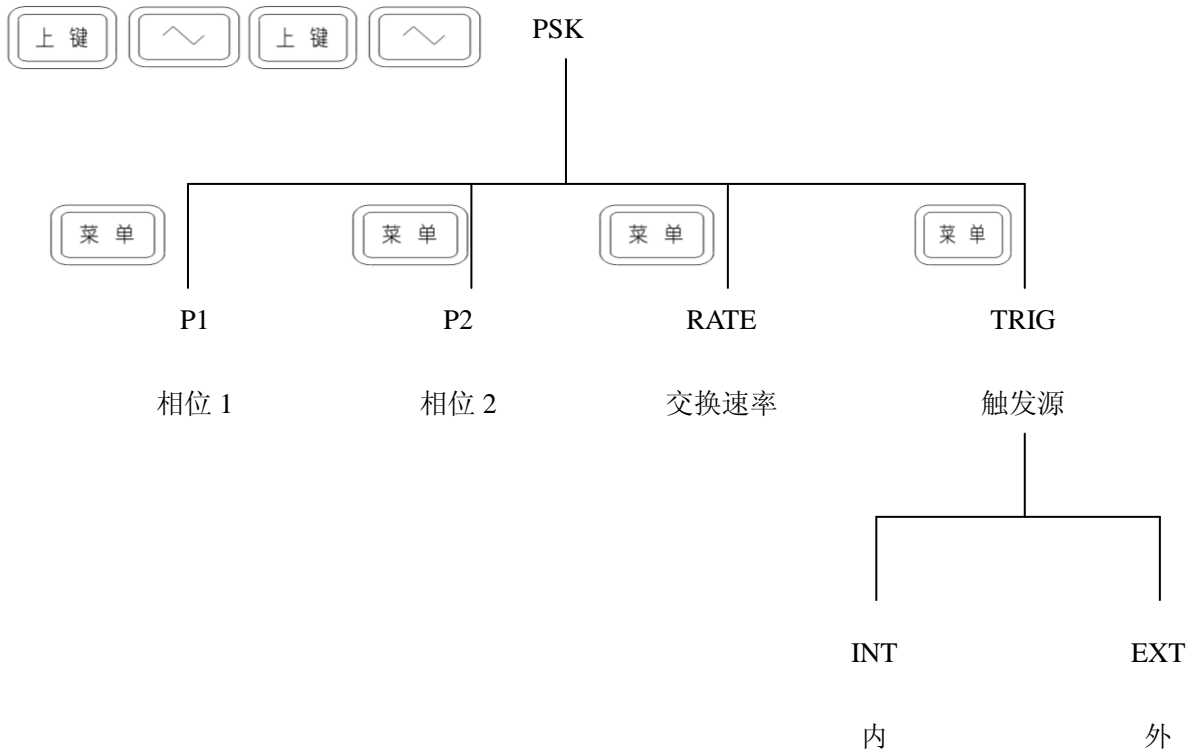 上 键 上 键 PSK
菜 单 菜 单 菜 单 菜 单
P1 P2 RATE TRIG
相位 1 相位 2 交换速率 触发源
INT EXT
内 外